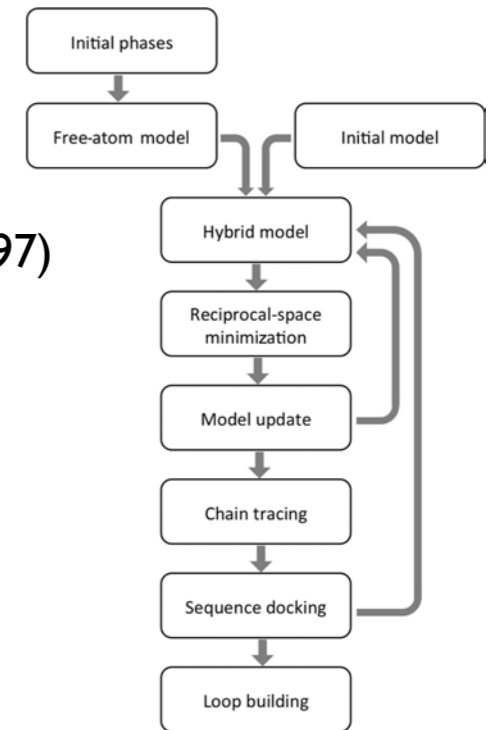 Initial phases
Free-atom model
Initial model
97)
Hybrid model
Reciprocal-space
minimization
Model update
Chain tracing
Sequence docking
Loop building